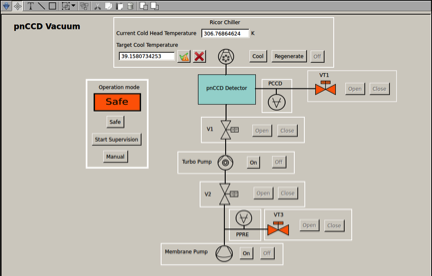 pnCCD Vacuum
Ricor Chiller
Current Cold Head Temperature 306.76864624 K
Target Cool Temperature
39.1580734253
Cool Regenerate Off
Operation mode
Safe
Safe
Start Supervision
Manual
pnCCD Detector
PCCD
VT1
Open Close
V1
Open Close
Turbo Pump
On Off
V2
Open Close
PPRE
VT3
Open Close
Membrane Pump
On Off